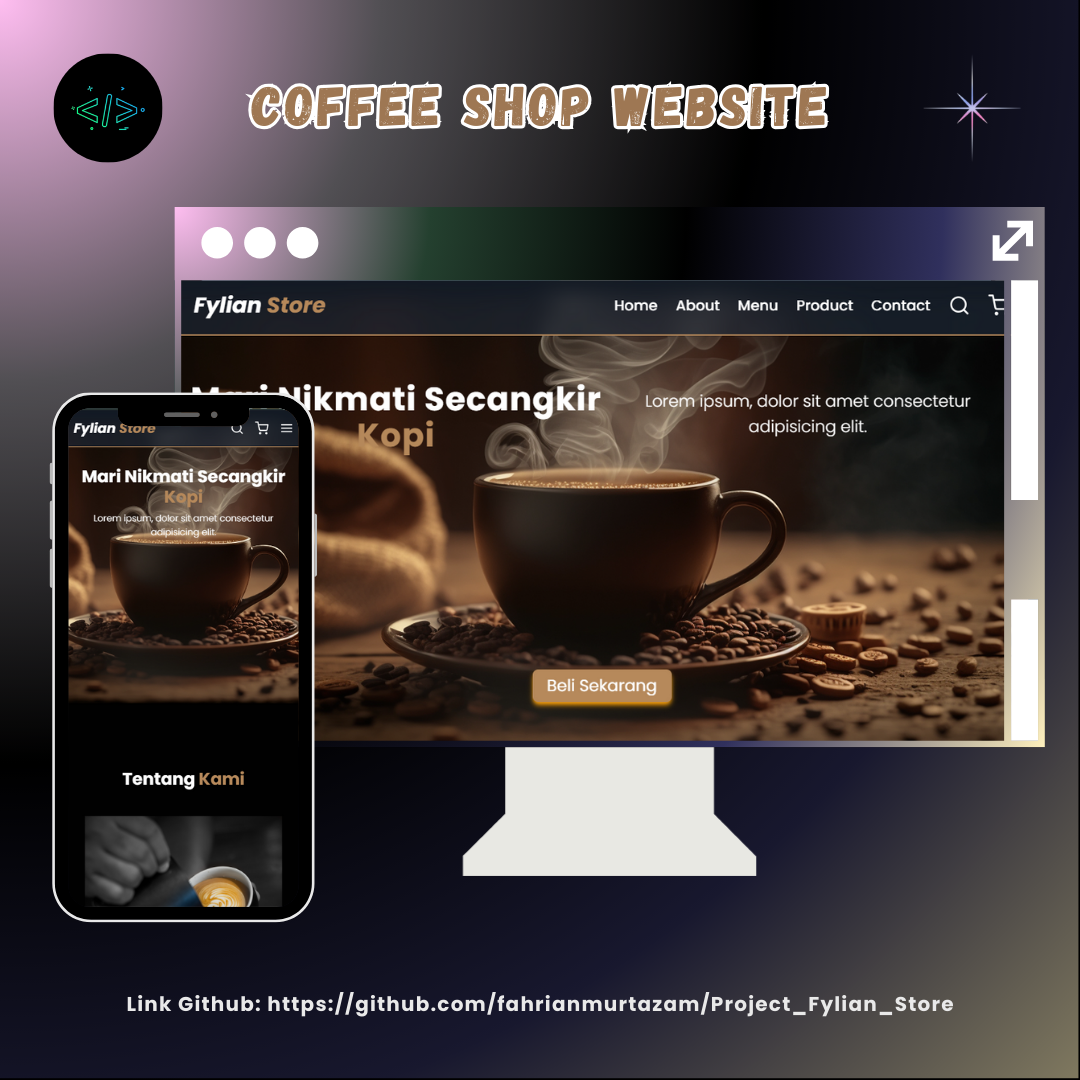 </>
COFFEE SHOP WEBSITE
Fylian Store
Home About Menu Product Contact
Mari Nikmati Secangkir
Kopi
Lorem ipsum, dolor sit amet consectetur
adipisicing elit.
Beli Sekarang
Fylian Store
Mari Nikmati Secangkir
Kopi
Lorem ipsum, dolor sit amet consectetur
adipisicing elit.
Tentang Kami
Link Github: https://github.com/fahrianmurtazam/Project_Fylian_Store